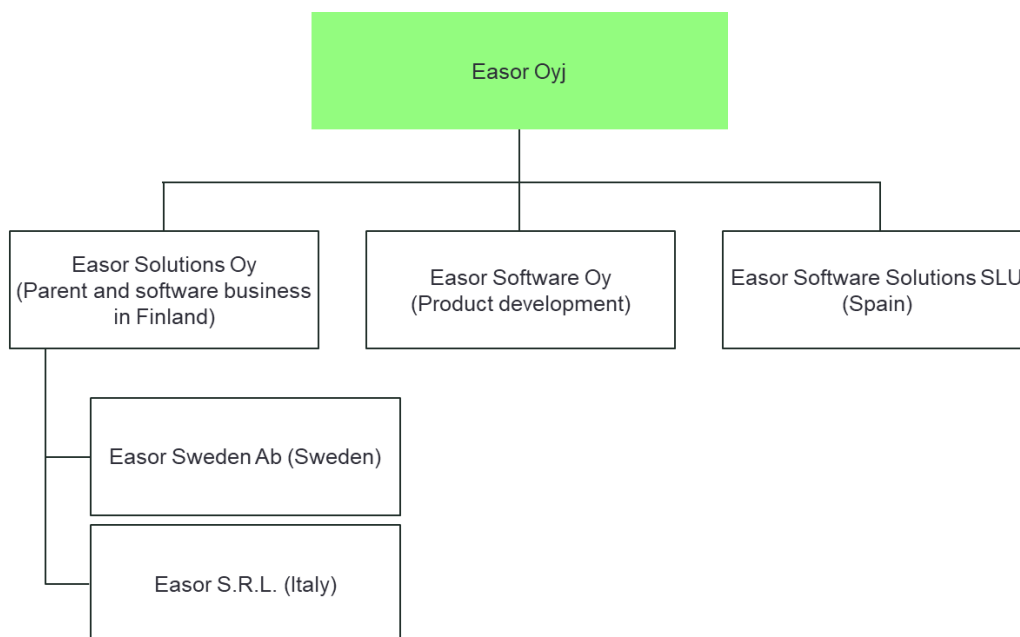 Easor Oyj
Easor Solutions Oy
(Parent and software business
in Finland)
Easor Software Oy
(Product development)
Easor Software Solutions SLU
(Spain)
Easor Sweden Ab (Sweden)
Easor S.R.L. (Italy)